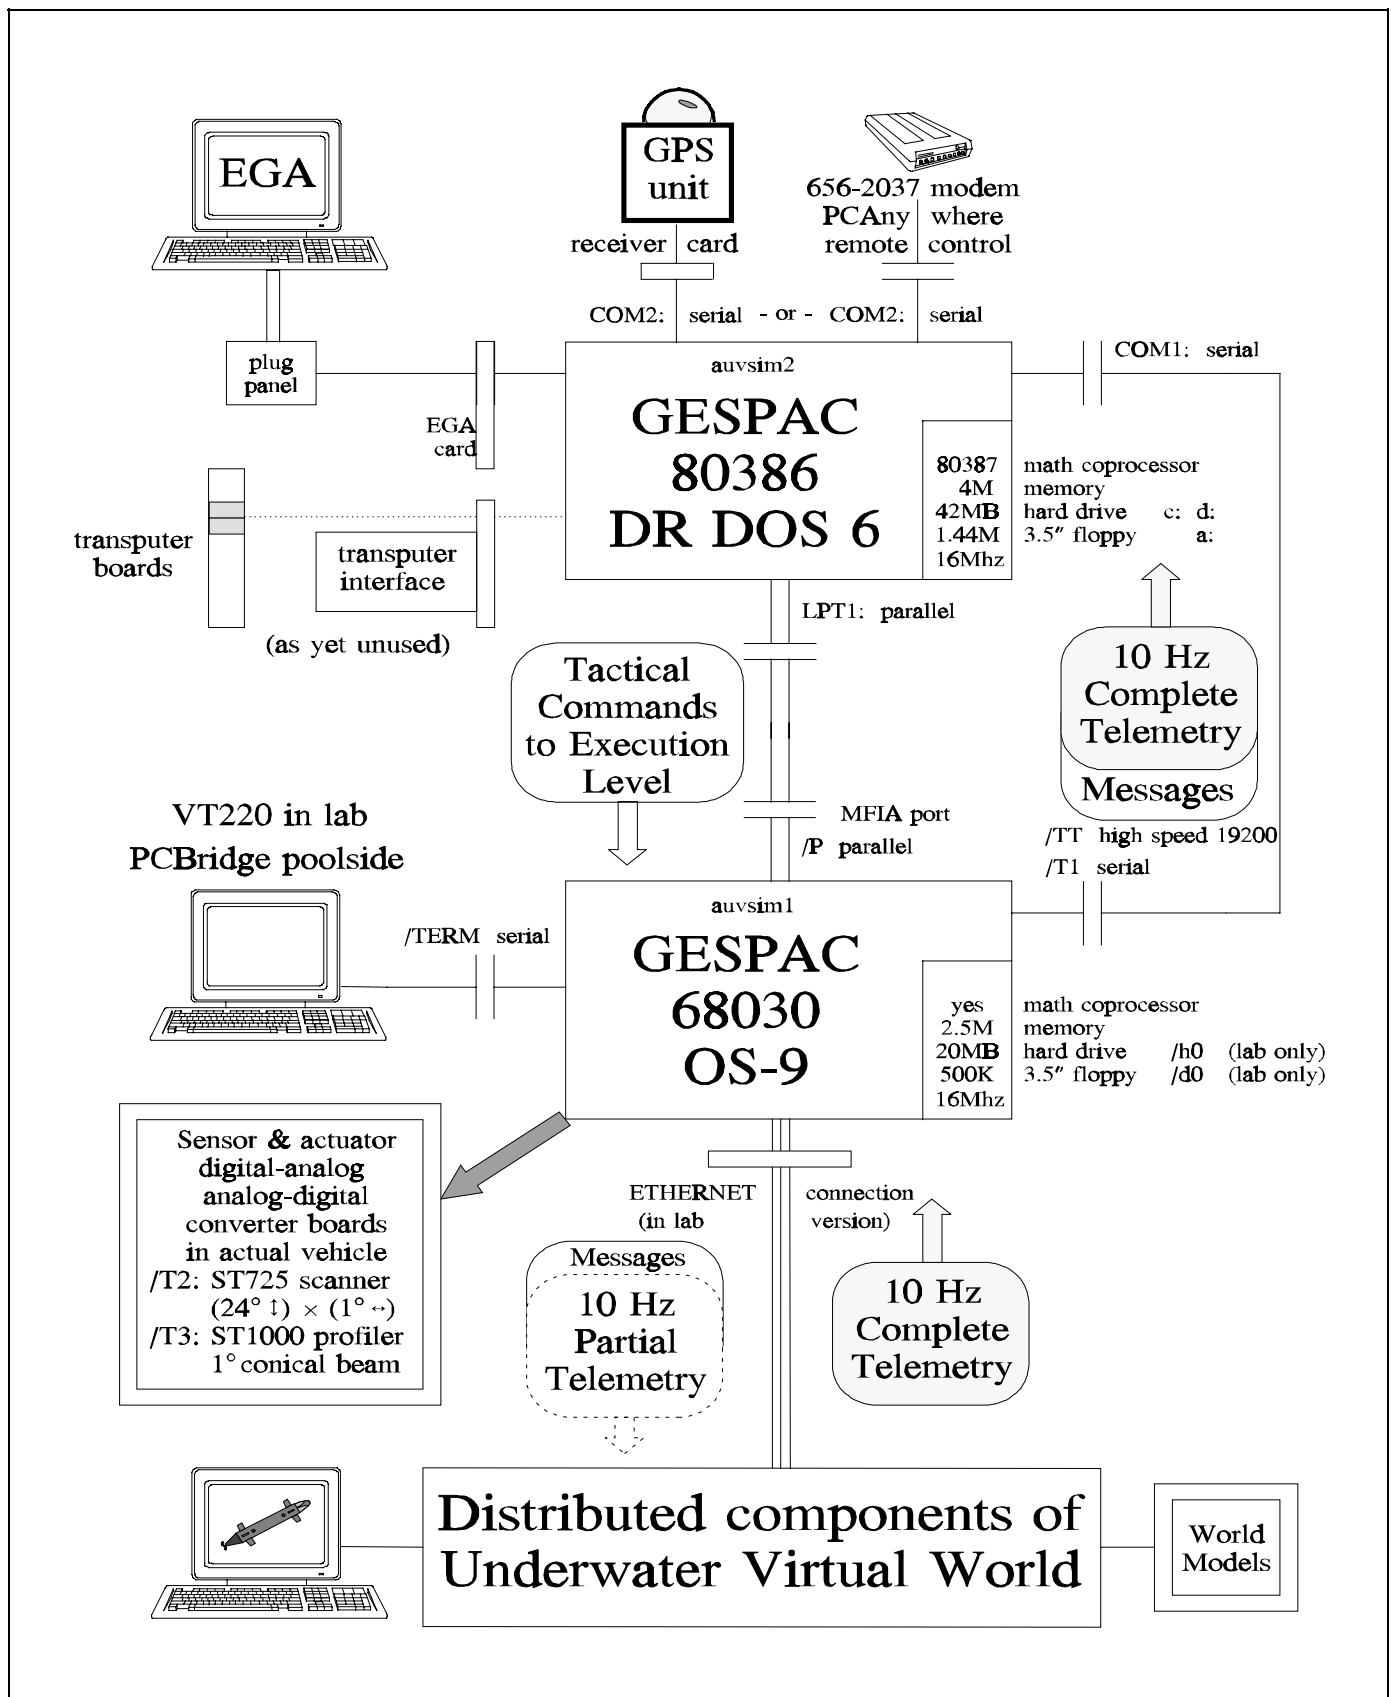 EGA
GPS
unit
receiver card
656-2037 modem
PCAny where
remote control
COM2: serial - or - COM2: serial
plug
panel
EGA
card
auvsim2
GESPAC
80386
DR DOS 6
COM1: serial
80387 math coprocessor
4M memory
42MB hard drive c: d:
1.44M 3.5" floppy a:
16Mhz
transputer
boards
transputer
interface
(as yet unused)
LPT1: parallel
Tactical
Commands
to Execution
Level
10 Hz
Complete
Telemetry
Messages
MFIA port
/P parallel
/TT high speed 19200
/T1 serial
VT220 in lab
PCBridge poolside
/TERM serial
auvsim1
GESPAC
68030
OS-9
yes math coprocessor
2.5M memory
20MB hard drive /h0 (lab only)
500K 3.5" floppy /d0 (lab only)
16Mhz
Sensor & actuator
digital-analog
analog-digital
converter boards
in actual vehicle
/T2: ST725 scanner
(24° ↕) × (1° ↔)
/T3: ST1000 profiler
1° conical beam
ETHERNET connection
(in lab version)
Messages
10 Hz
Partial
Telemetry
10 Hz
Complete
Telemetry
Distributed components of
Underwater Virtual World
World
Models